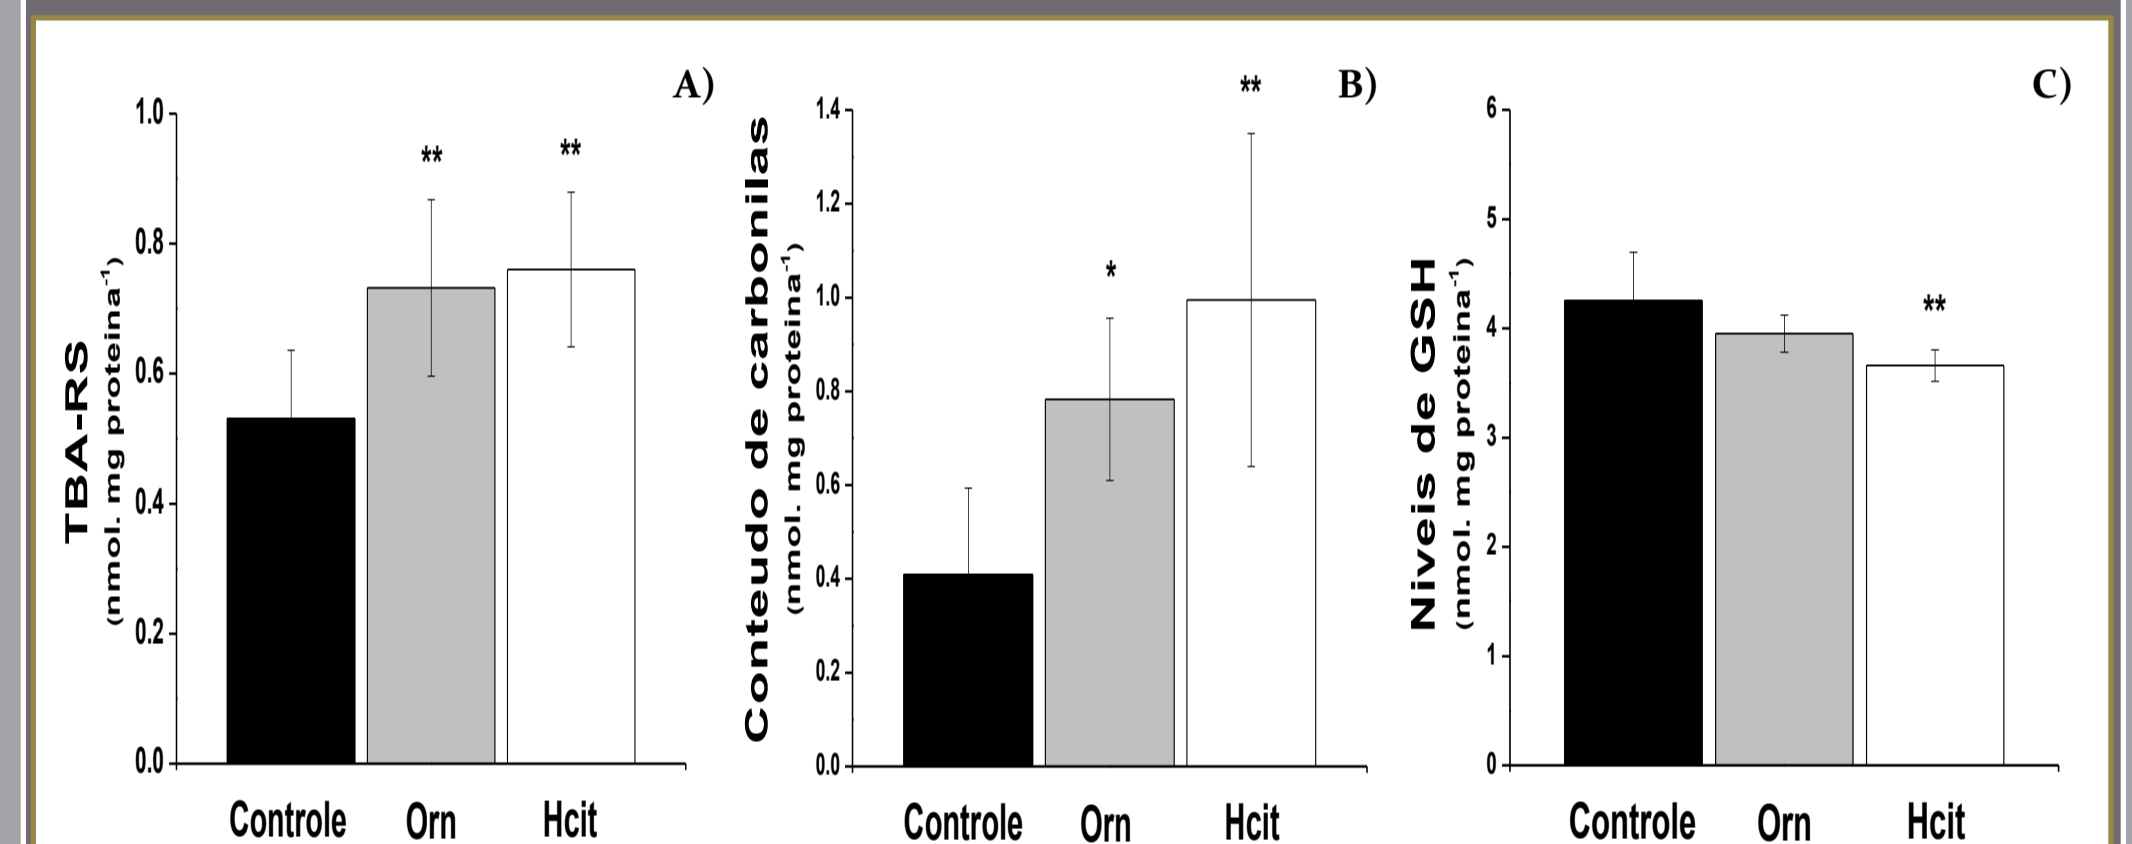 A)
TBA-RS
(nmol. mg proteina⁻¹)
1.0
0.8
0.6
0.4
0.2
0.0
**
**
Controle Orn Hcit
B)
Conteudo de carbonilas
(nmol. mg proteina⁻¹)
1.4
1.2
1.0
0.8
0.6
0.4
0.2
0.0
*
**
Controle Orn Hcit
C)
Niveis de GSH
(nmol. mg proteina⁻¹)
6
5
4
3
2
1
0
**
Controle Orn Hcit